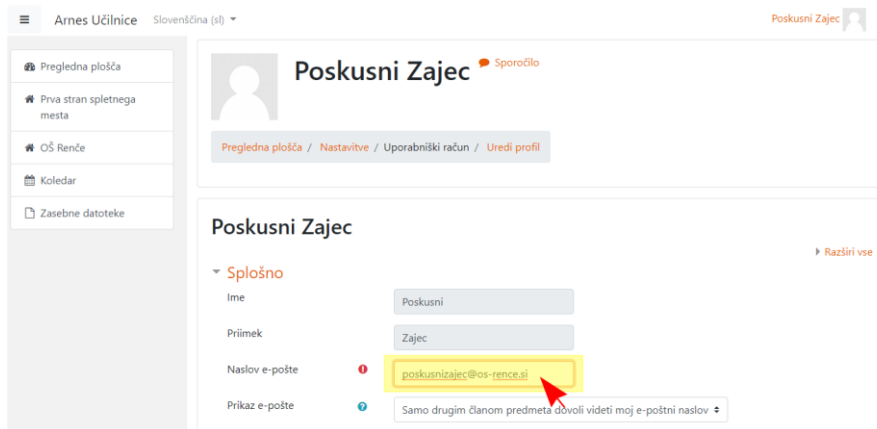 Arnes Učilnice Slovenščina (sl)
Poskusni Zajec
Pregledna plošča
Prva stran spletnega
mesta
OŠ Renče
Koledar
Zasebne datoteke
Poskusni Zajec
Sporočilo
Pregledna plošča / Nastavitve / Uporabniški račun / Uredi profil
Poskusni Zajec
Razširi vse
Splošno
Ime Poskusni
Priimek Zajec
Naslov e-pošte poskusnizajec@os-rence.si
Prikaz e-pošte Samo drugim članom predmeta dovoli videti moj e-poštni naslov